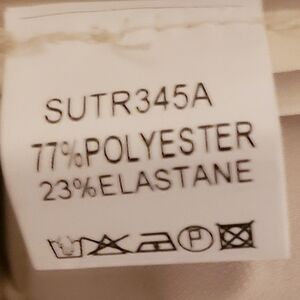 SUTR345A
77%POLYESTER
23%ELASTANE
P